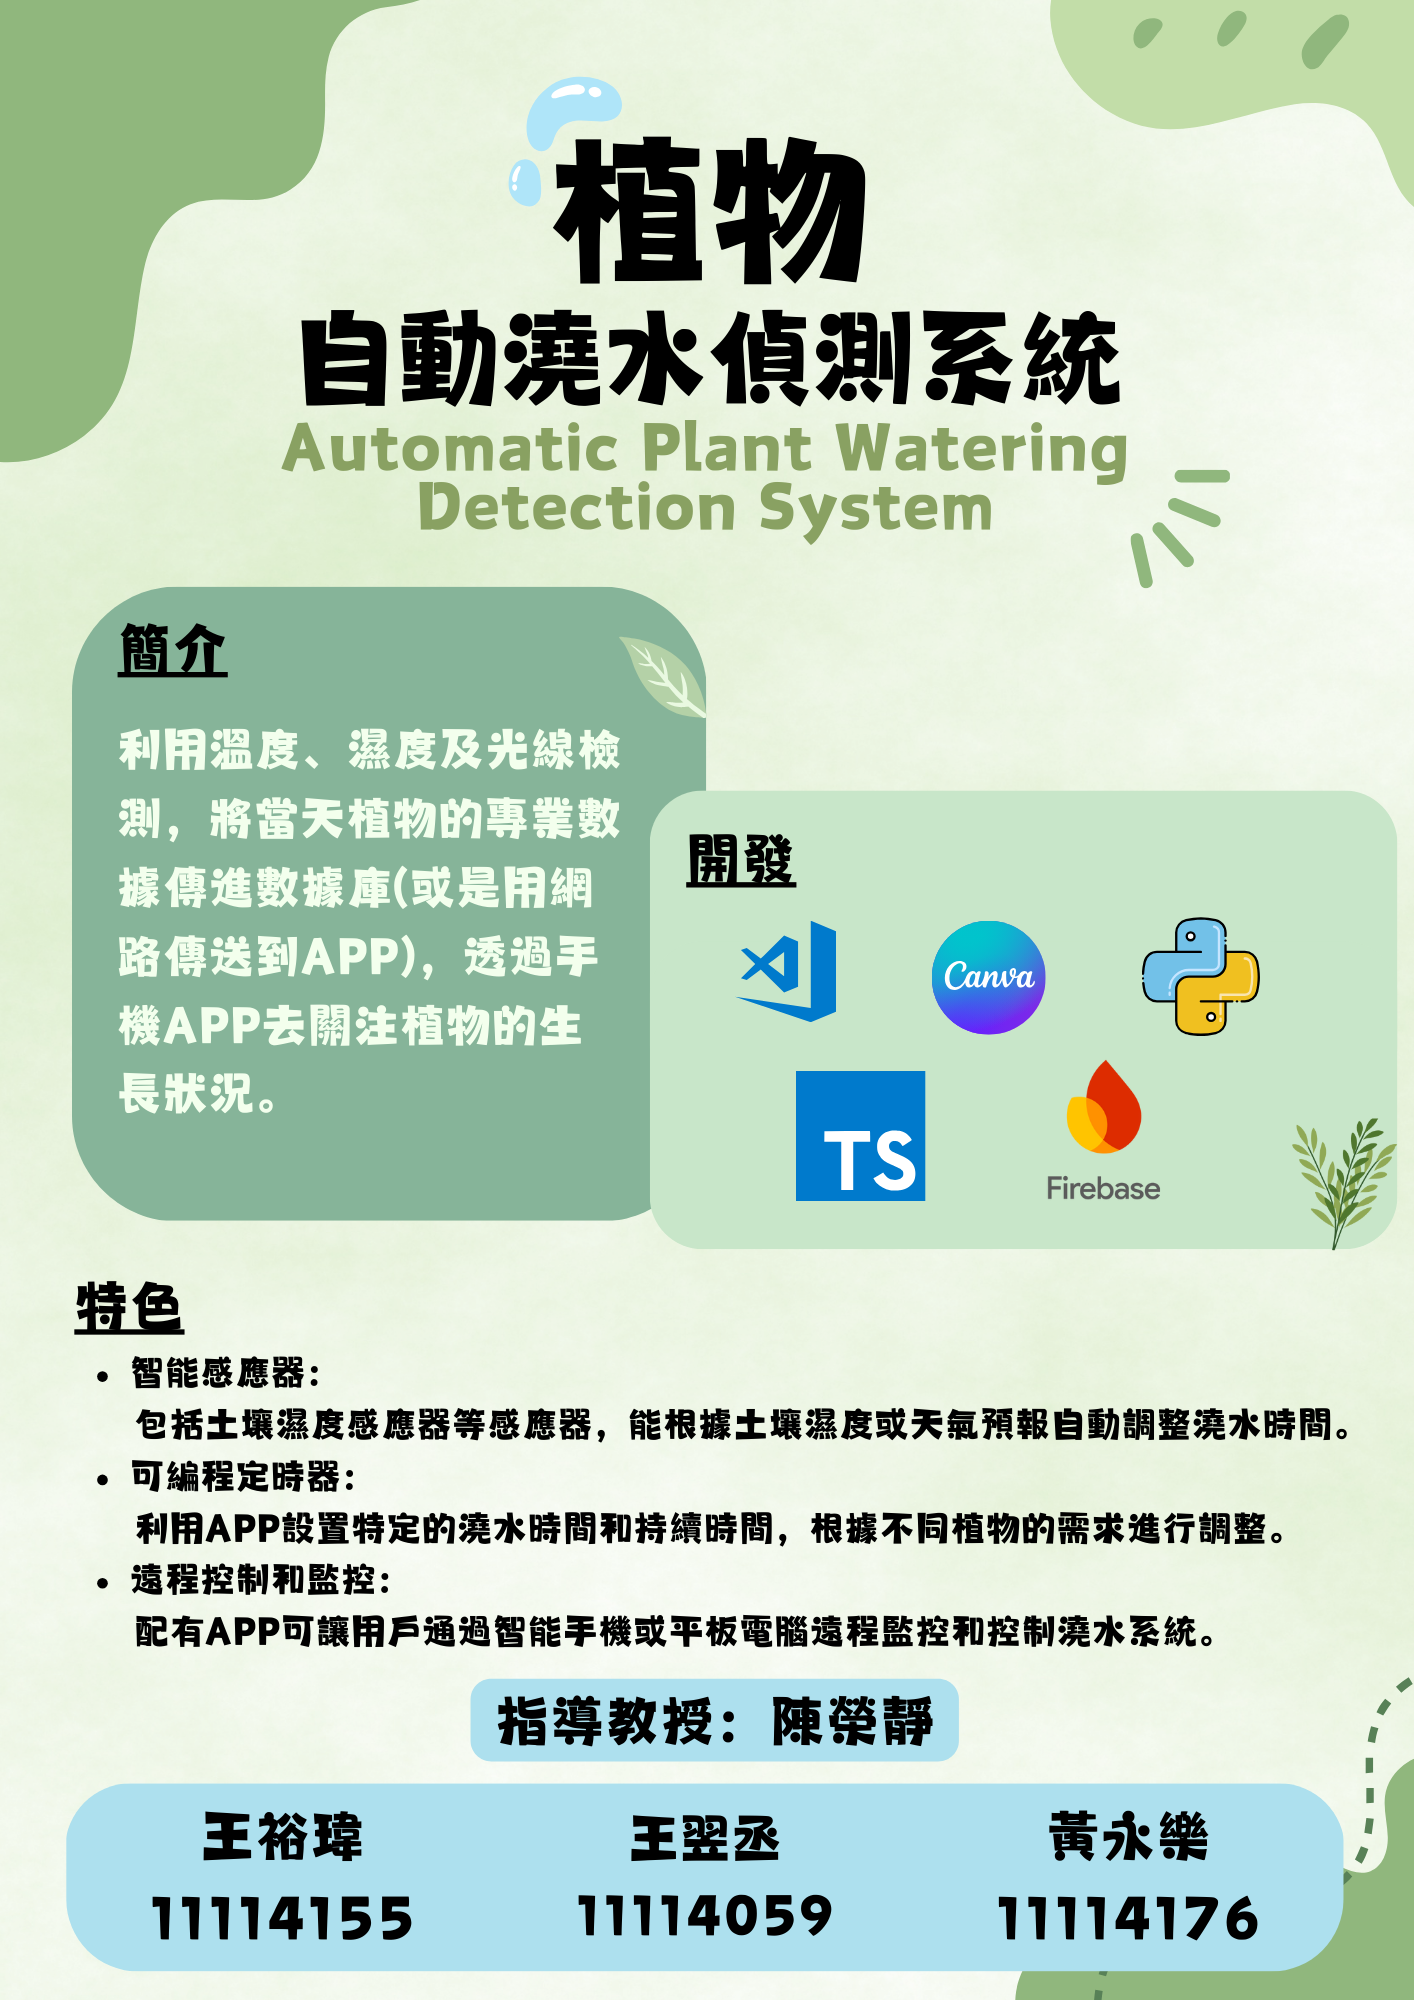 植物
自動澆水偵測系統
Automatic Plant Watering
Detection System
簡介
利用溫度、濕度及光線檢
測，將當天植物的專業數
據傳進數據庫(或是用網
路傳送到APP)，透過手
機APP去關注植物的生
長狀況。
開發
Canva
TS
Firebase
特色
• 智能感應器：
包括土壤濕度感應器等感應器，能根據土壤濕度或天氣預報自動調整澆水時間。
• 可編程定時器：
利用APP設置特定的澆水時間和持續時間，根據不同植物的需求進行調整。
• 遠程控制和監控：
配有APP可讓用戶通過智能手機或平板電腦遠程監控和控制澆水系統。
指導教授：陳榮靜
王裕瑋
11114155
王翌丞
11114059
黃永樂
11114176